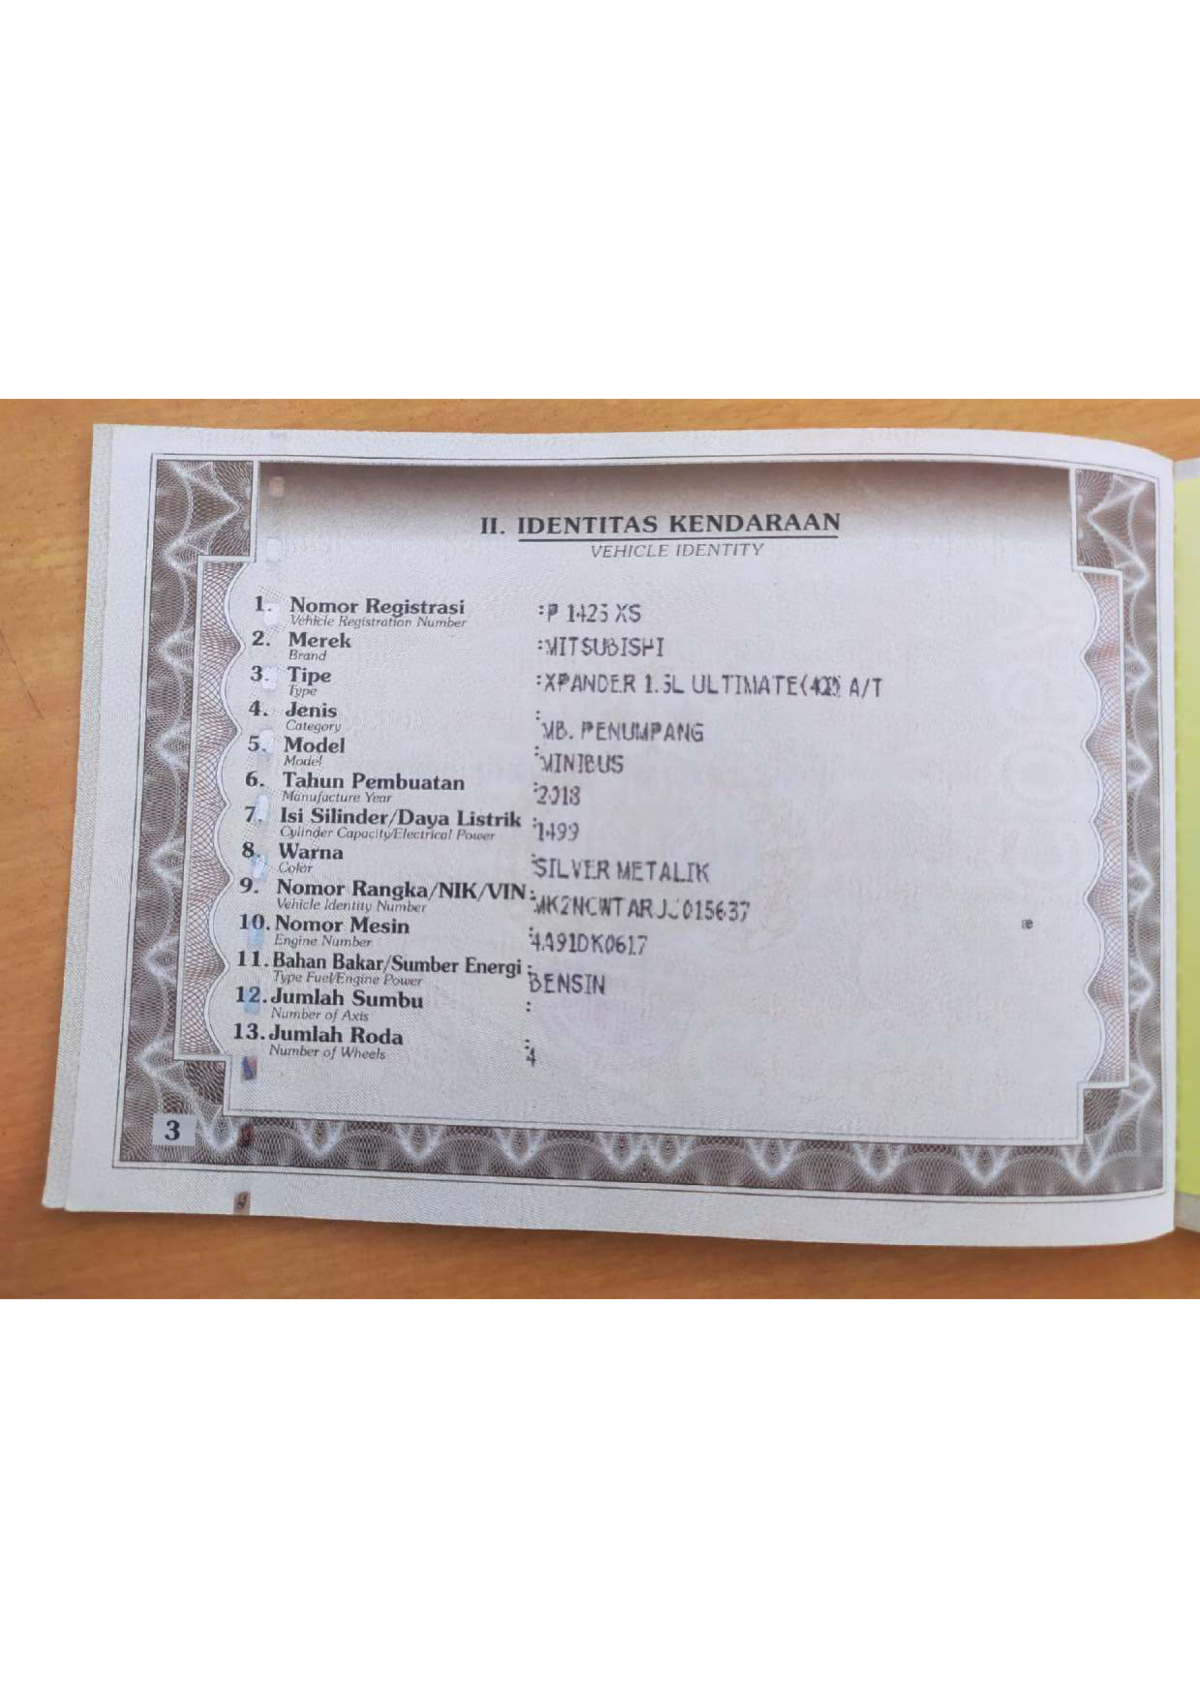 II. IDENTITAS KENDARAAN
VEHICLE IDENTITY
1. Nomor Registrasi : P 1425 XS
Vehicle Registration Number
2. Merek : MITSUBISHI
Brand
3. Tipe : XPANDER 1.5L ULTIMATE A/T
Type
4. Jenis : MB. PENUMPANG
Category
5. Model : MINIBUS
Model
6. Tahun Pembuatan : 2018
Manufacture Year
7. Isi Silinder/Daya Listrik : 1499
Cylinder Capacity/Electrical Power
8. Warna : SILVER METALIK
Color
9. Nomor Rangka/NIK/VIN : MK2NCWTARJJ015637
Vehicle Identity Number
10. Nomor Mesin : 4A91DK0617
Engine Number
11. Bahan Bakar/Sumber Energi : BENSIN
Type Fuel/Engine Power
12. Jumlah Sumbu :
Number of Axis
13. Jumlah Roda : 4
Number of Wheels
3